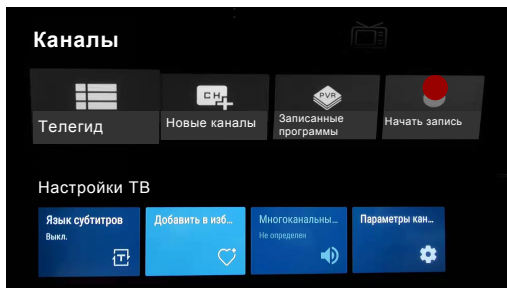 Каналы
CH
PVR
Телегид
Новые каналы
Записанные
программы
Начать запись
Настройки ТВ
Язык субтитров
Выкл.
T
Добавить в изб...
Многоканальны...
Не определен
Параметры кан...